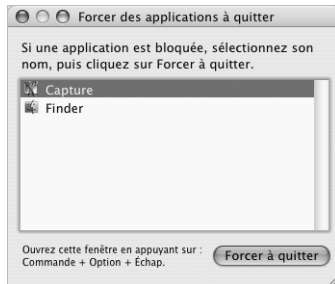 Forcer des applications à quitter
Si une application est bloquée, sélectionnez son
nom, puis cliquez sur Forcer à quitter.
Capture
Finder
Ouvrez cette fenêtre en appuyant sur :
Commande + Option + Échap.
Forcer à quitter